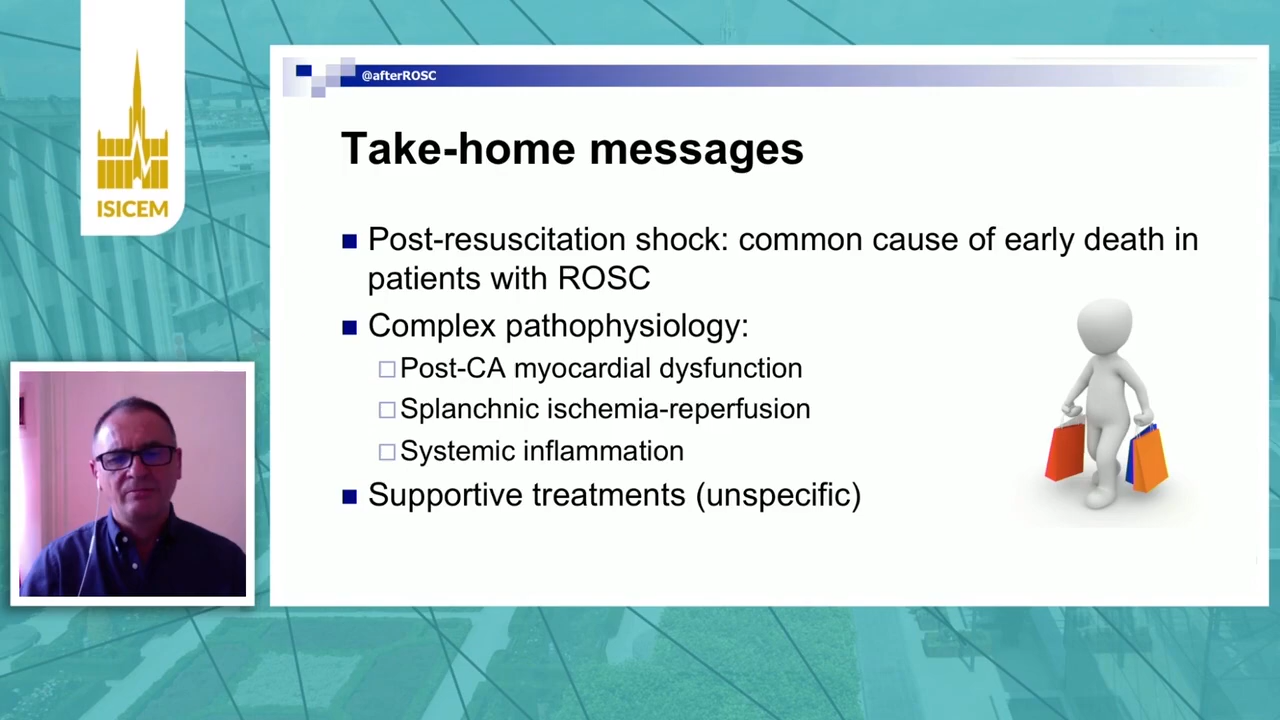 ISICEM
@afterROSC
Take-home messages
Post-resuscitation shock: common cause of early death in
patients with ROSC
Complex pathophysiology:
Post-CA myocardial dysfunction
Splanchnic ischemia-reperfusion
Systemic inflammation
Supportive treatments (unspecific)